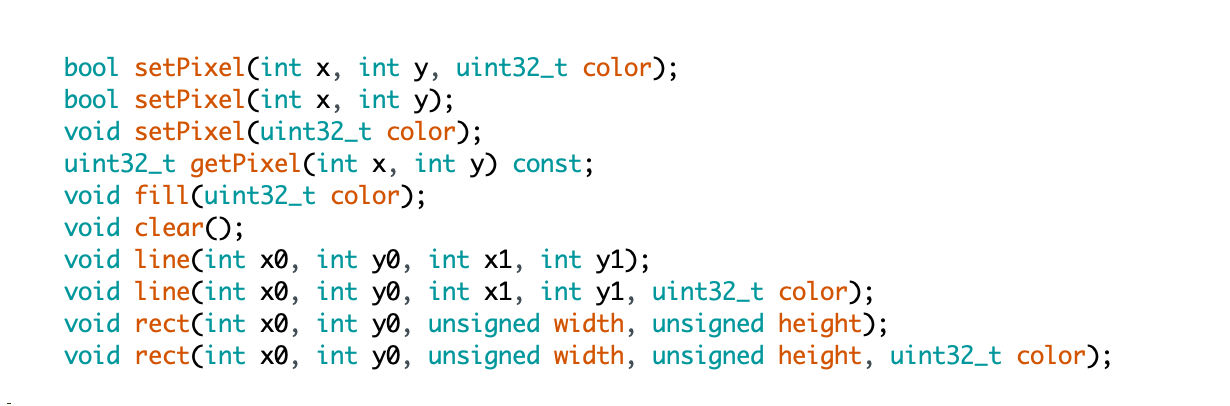 bool setPixel(int x, int y, uint32_t color);
bool setPixel(int x, int y);
void setPixel(uint32_t color);
uint32_t getPixel(int x, int y) const;
void fill(uint32_t color);
void clear();
void line(int x0, int y0, int x1, int y1);
void line(int x0, int y0, int x1, int y1, uint32_t color);
void rect(int x0, int y0, unsigned width, unsigned height);
void rect(int x0, int y0, unsigned width, unsigned height, uint32_t color);